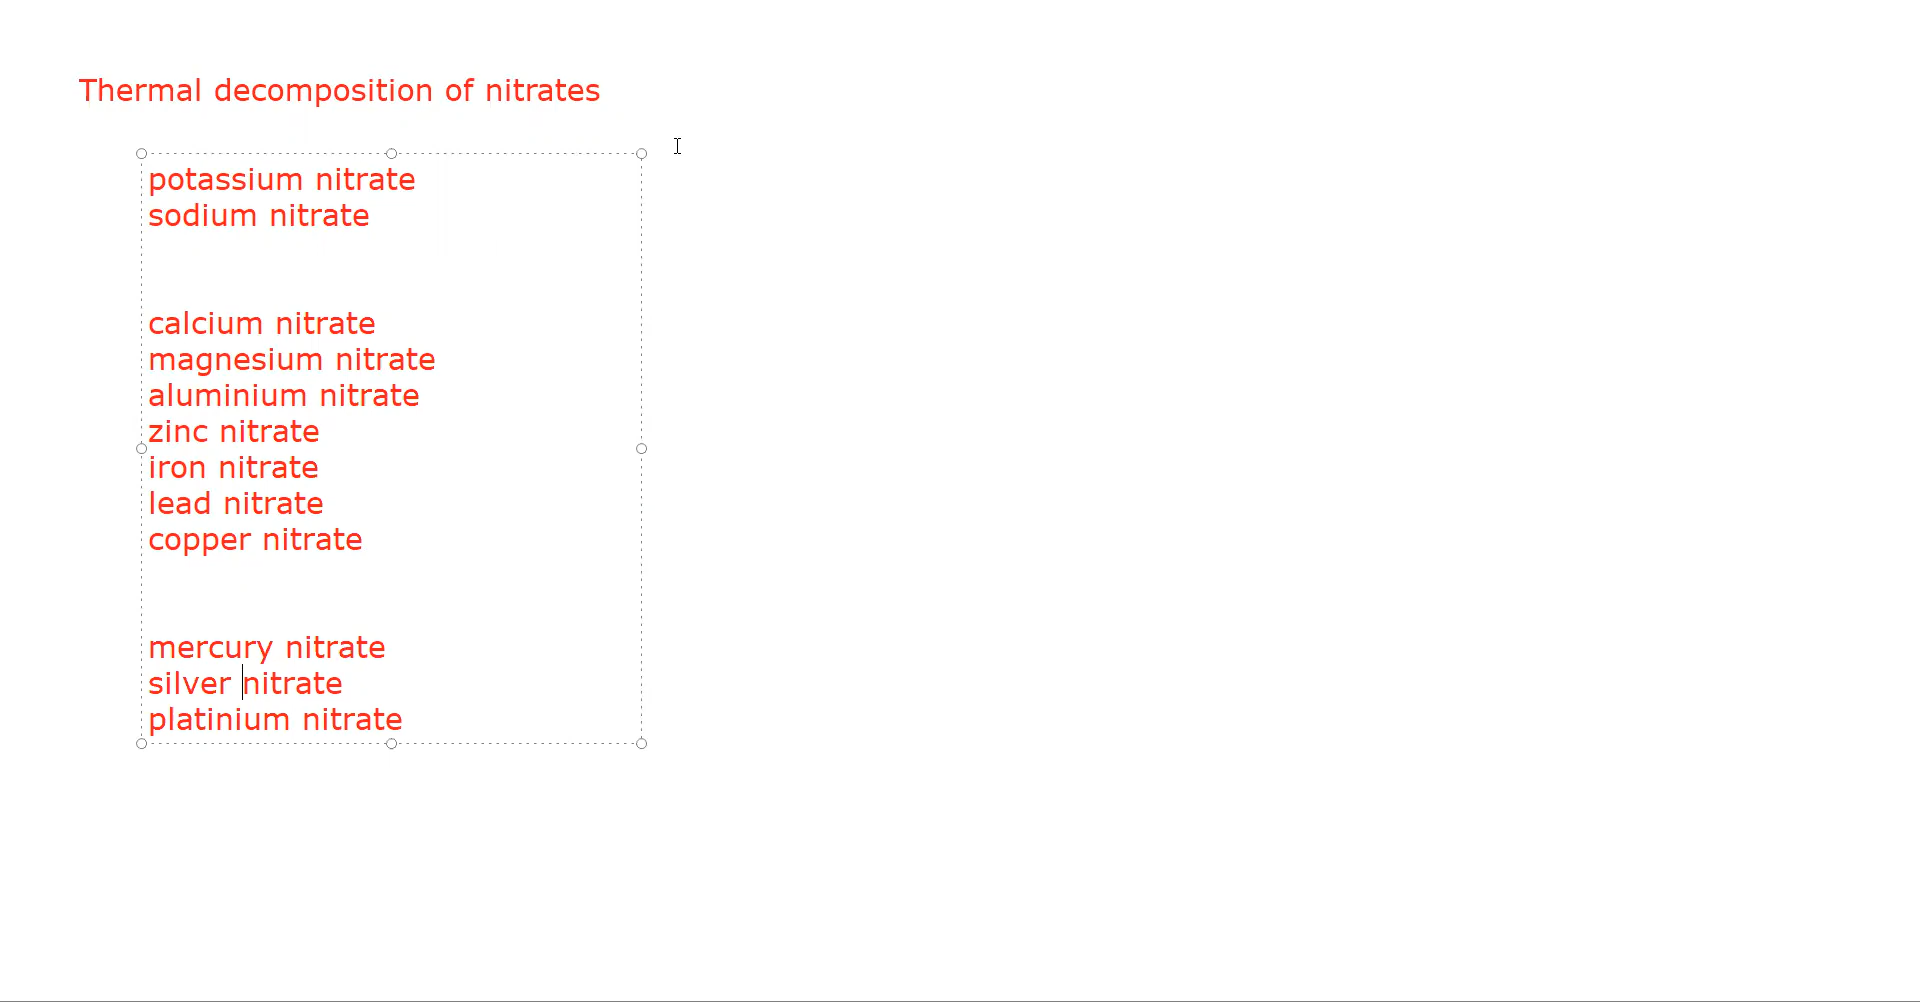 Thermal decomposition of nitrates
potassium nitrate
sodium nitrate
calcium nitrate
magnesium nitrate
aluminium nitrate
zinc nitrate
iron nitrate
lead nitrate
copper nitrate
mercury nitrate
silver nitrate
platinium nitrate